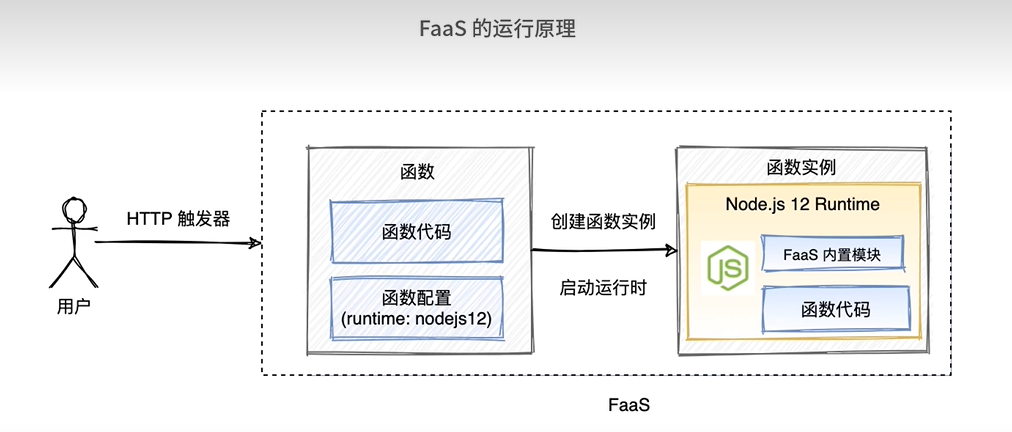 FaaS 的运行原理
用户
HTTP 触发器
函数
函数代码
函数配置
(runtime: nodejs12)
创建函数实例
启动运行时
函数实例
Node.js 12 Runtime
JS
FaaS 内置模块
函数代码
FaaS